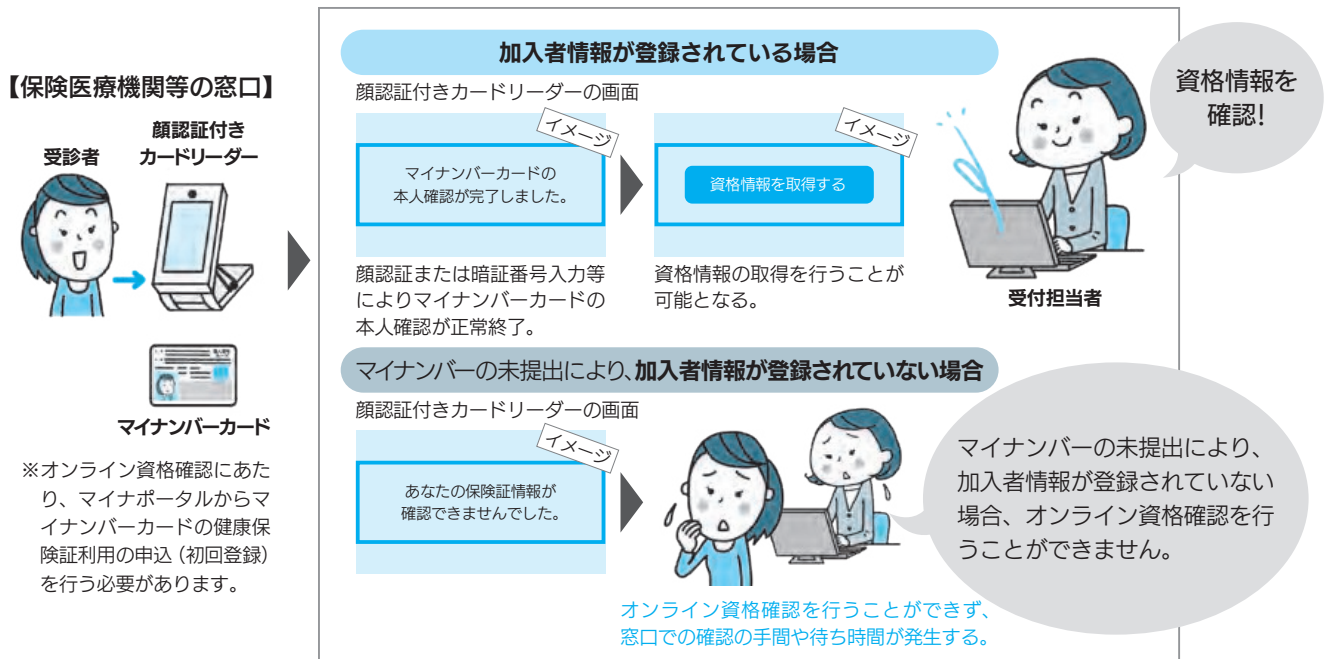 【保険医療機関等の窓口】
受診者
顔認証付き
カードリーダー
マイナンバーカード
※オンライン資格確認にあた
り、マイナポータルからマ
イナンバーカードの健康保
険証利用の申込（初回登録）
を行う必要があります。
加入者情報が登録されている場合
顔認証付きカードリーダーの画面
イメージ
マイナンバーカードの
本人確認が完了しました。
顔認証または暗証番号入力等
によりマイナンバーカードの
本人確認が正常終了。
イメージ
資格情報を取得する
資格情報の取得を行うことが
可能となる。
資格情報を
確認!
受付担当者
マイナンバーの未提出により、加入者情報が登録されていない場合
顔認証付きカードリーダーの画面
イメージ
あなたの保険証情報が
確認できませんでした。
マイナンバーの未提出により、
加入者情報が登録されていない
場合、オンライン資格確認を行
うことができません。
オンライン資格確認を行うことができず、
窓口での確認の手間や待ち時間が発生する。